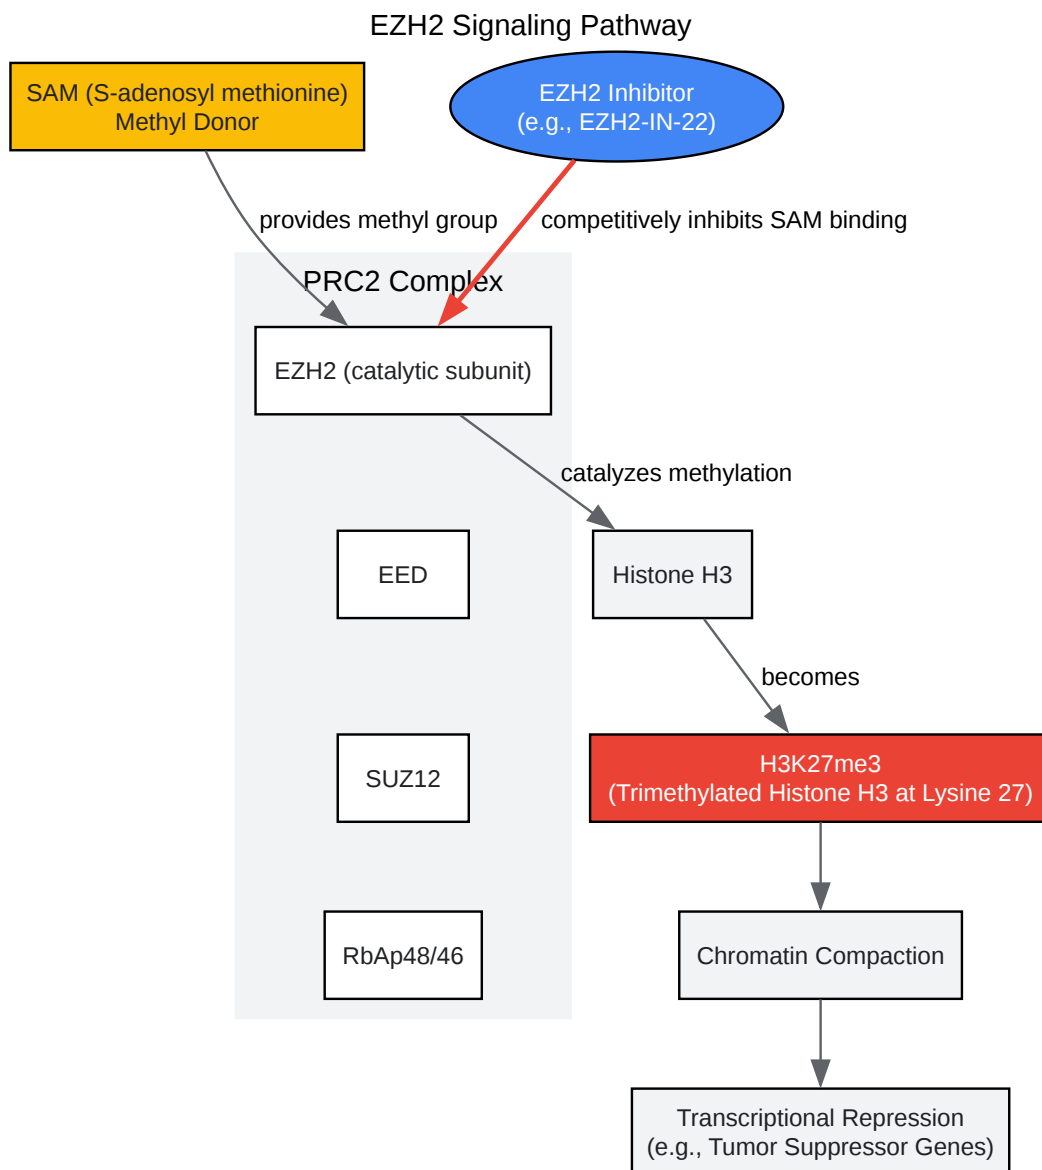 EZH2 Signaling Pathway
SAM (S-adenosyl methionine)
Methyl Donor
EZH2 Inhibitor
(e.g., EZH2-IN-22)
provides methyl group
competitively inhibits SAM binding
PRC2 Complex
EZH2 (catalytic subunit)
catalyzes methylation
EED
Histone H3
becomes
SUZ12
H3K27me3
(Trimethylated Histone H3 at Lysine 27)
RbAp48/46
Chromatin Compaction
Transcriptional Repression
(e.g., Tumor Suppressor Genes)